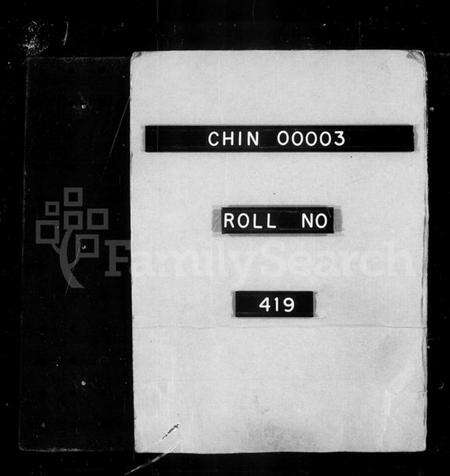 CHIN 00003
ROLL NO
FamilySearch
419